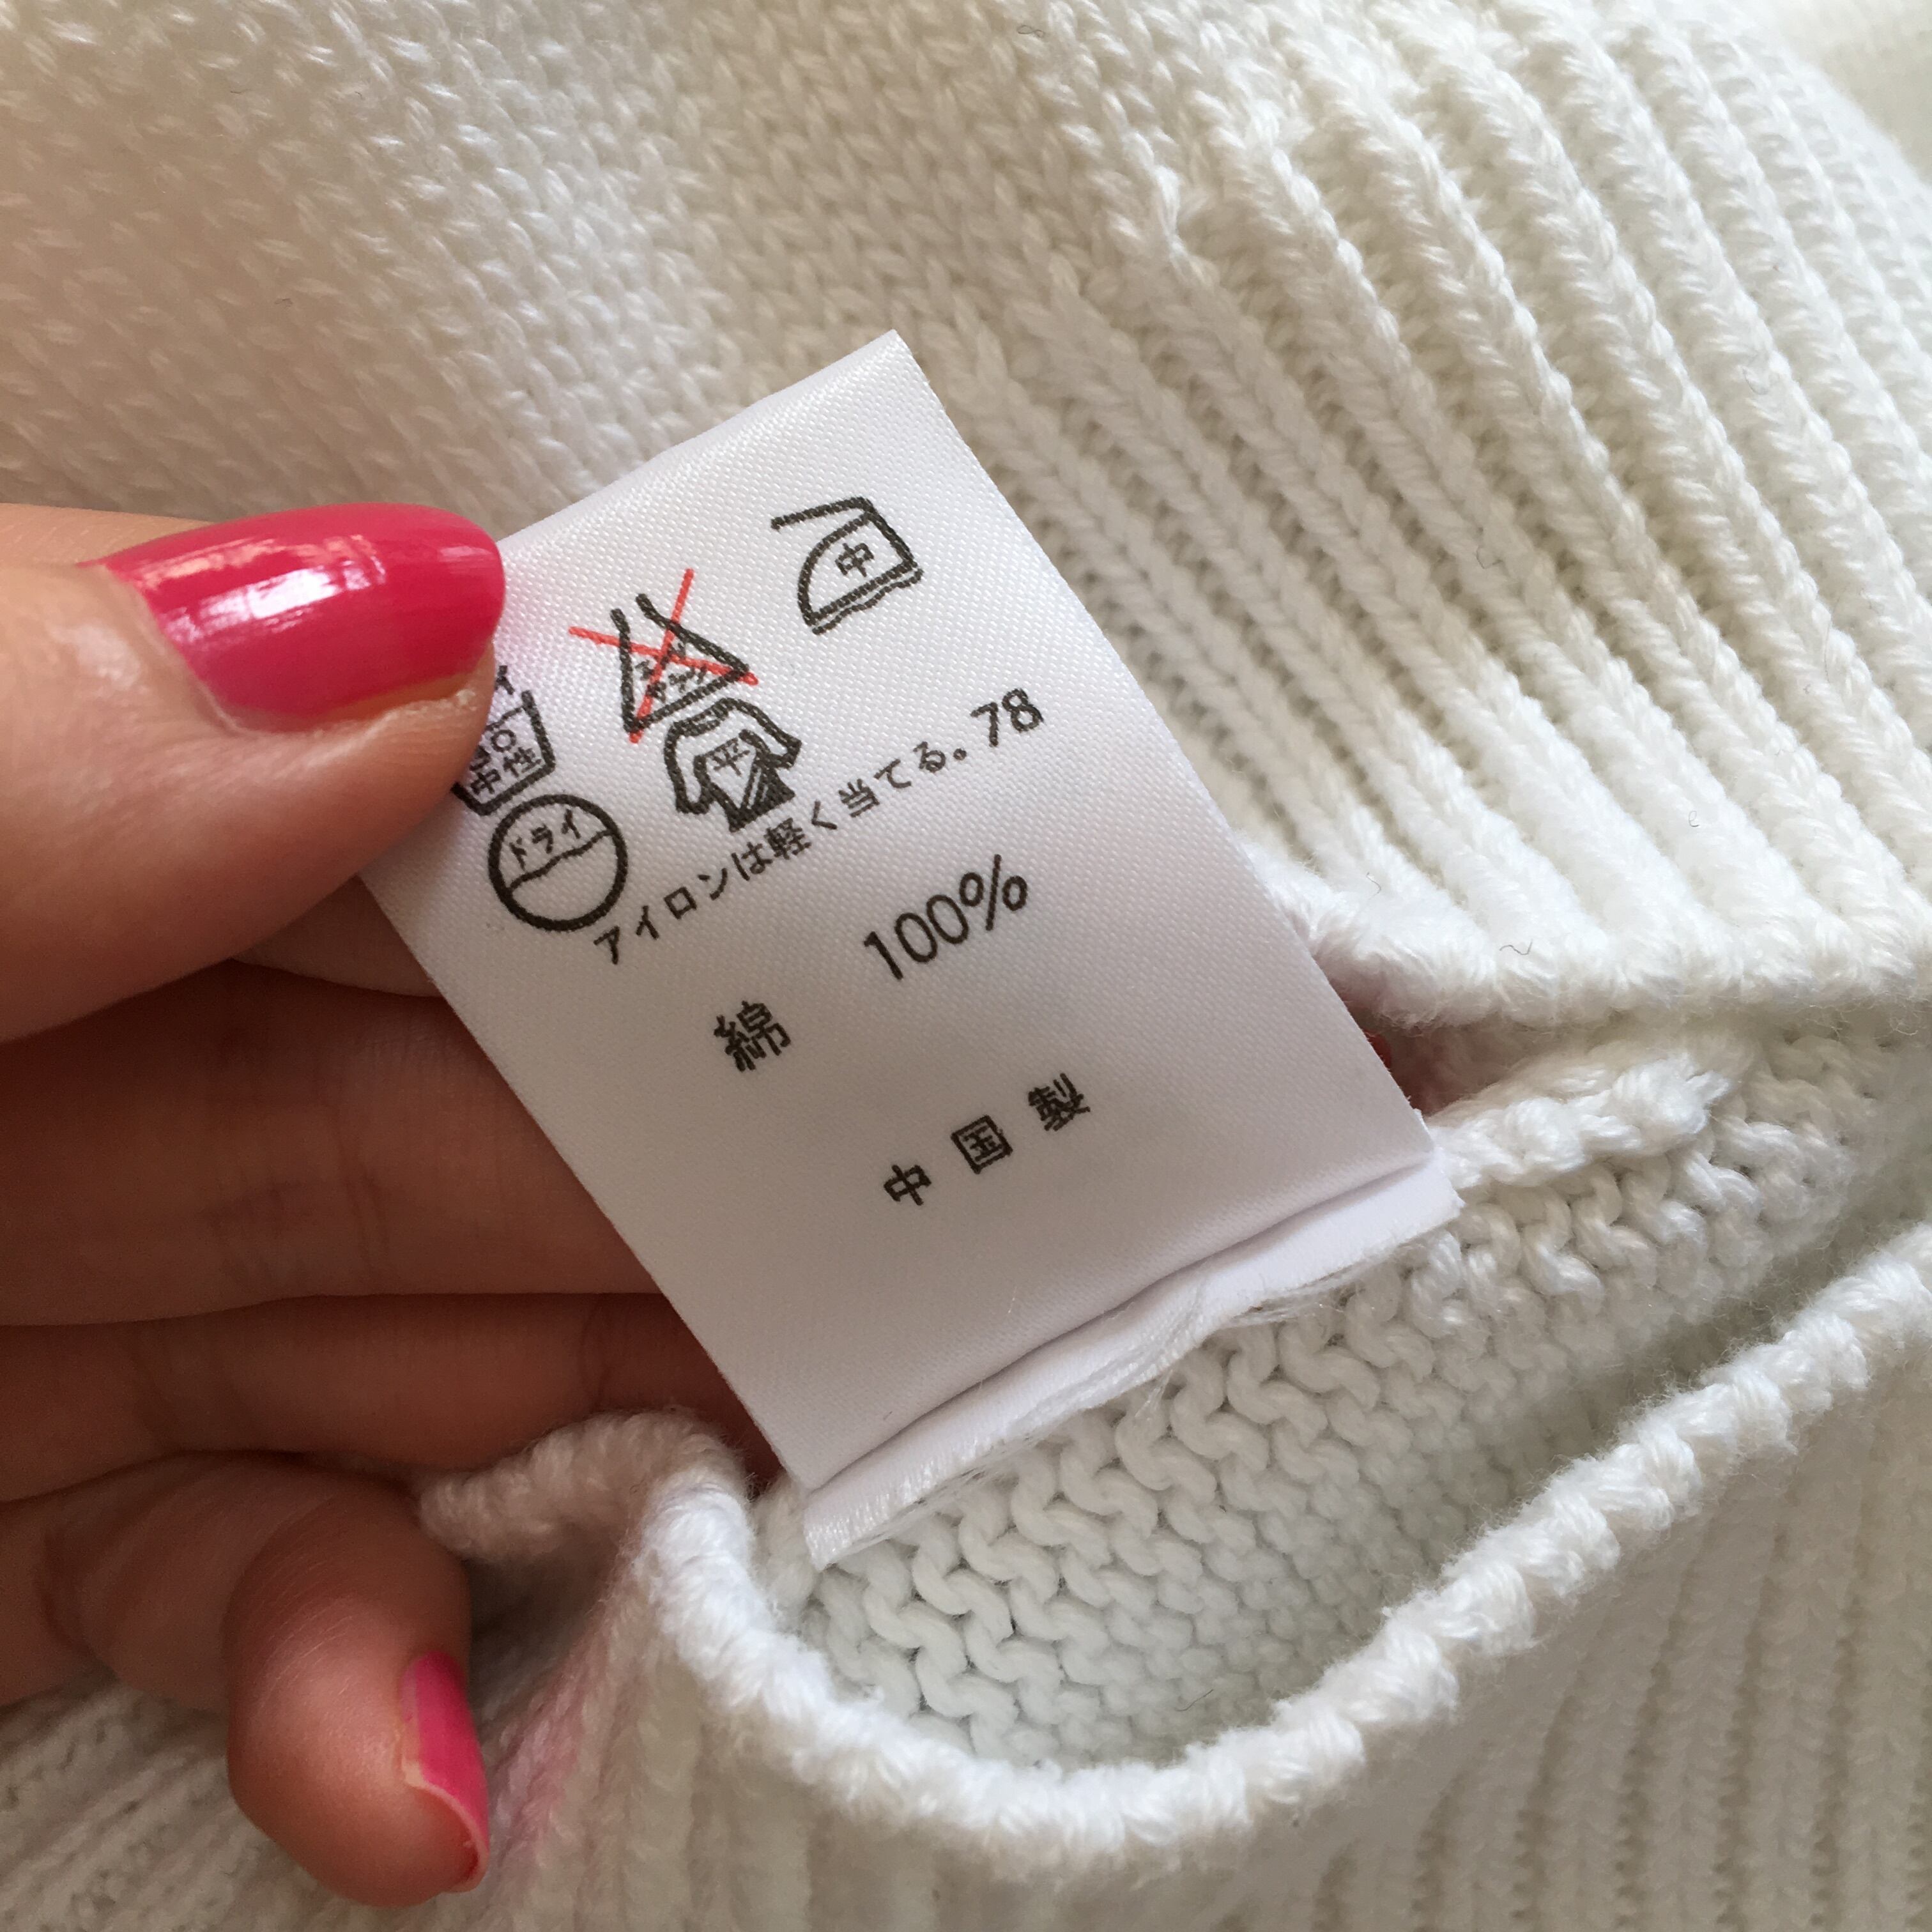 中
中性
ドライ
平
アイロンは軽く当てる。78
綿 100%
中国製